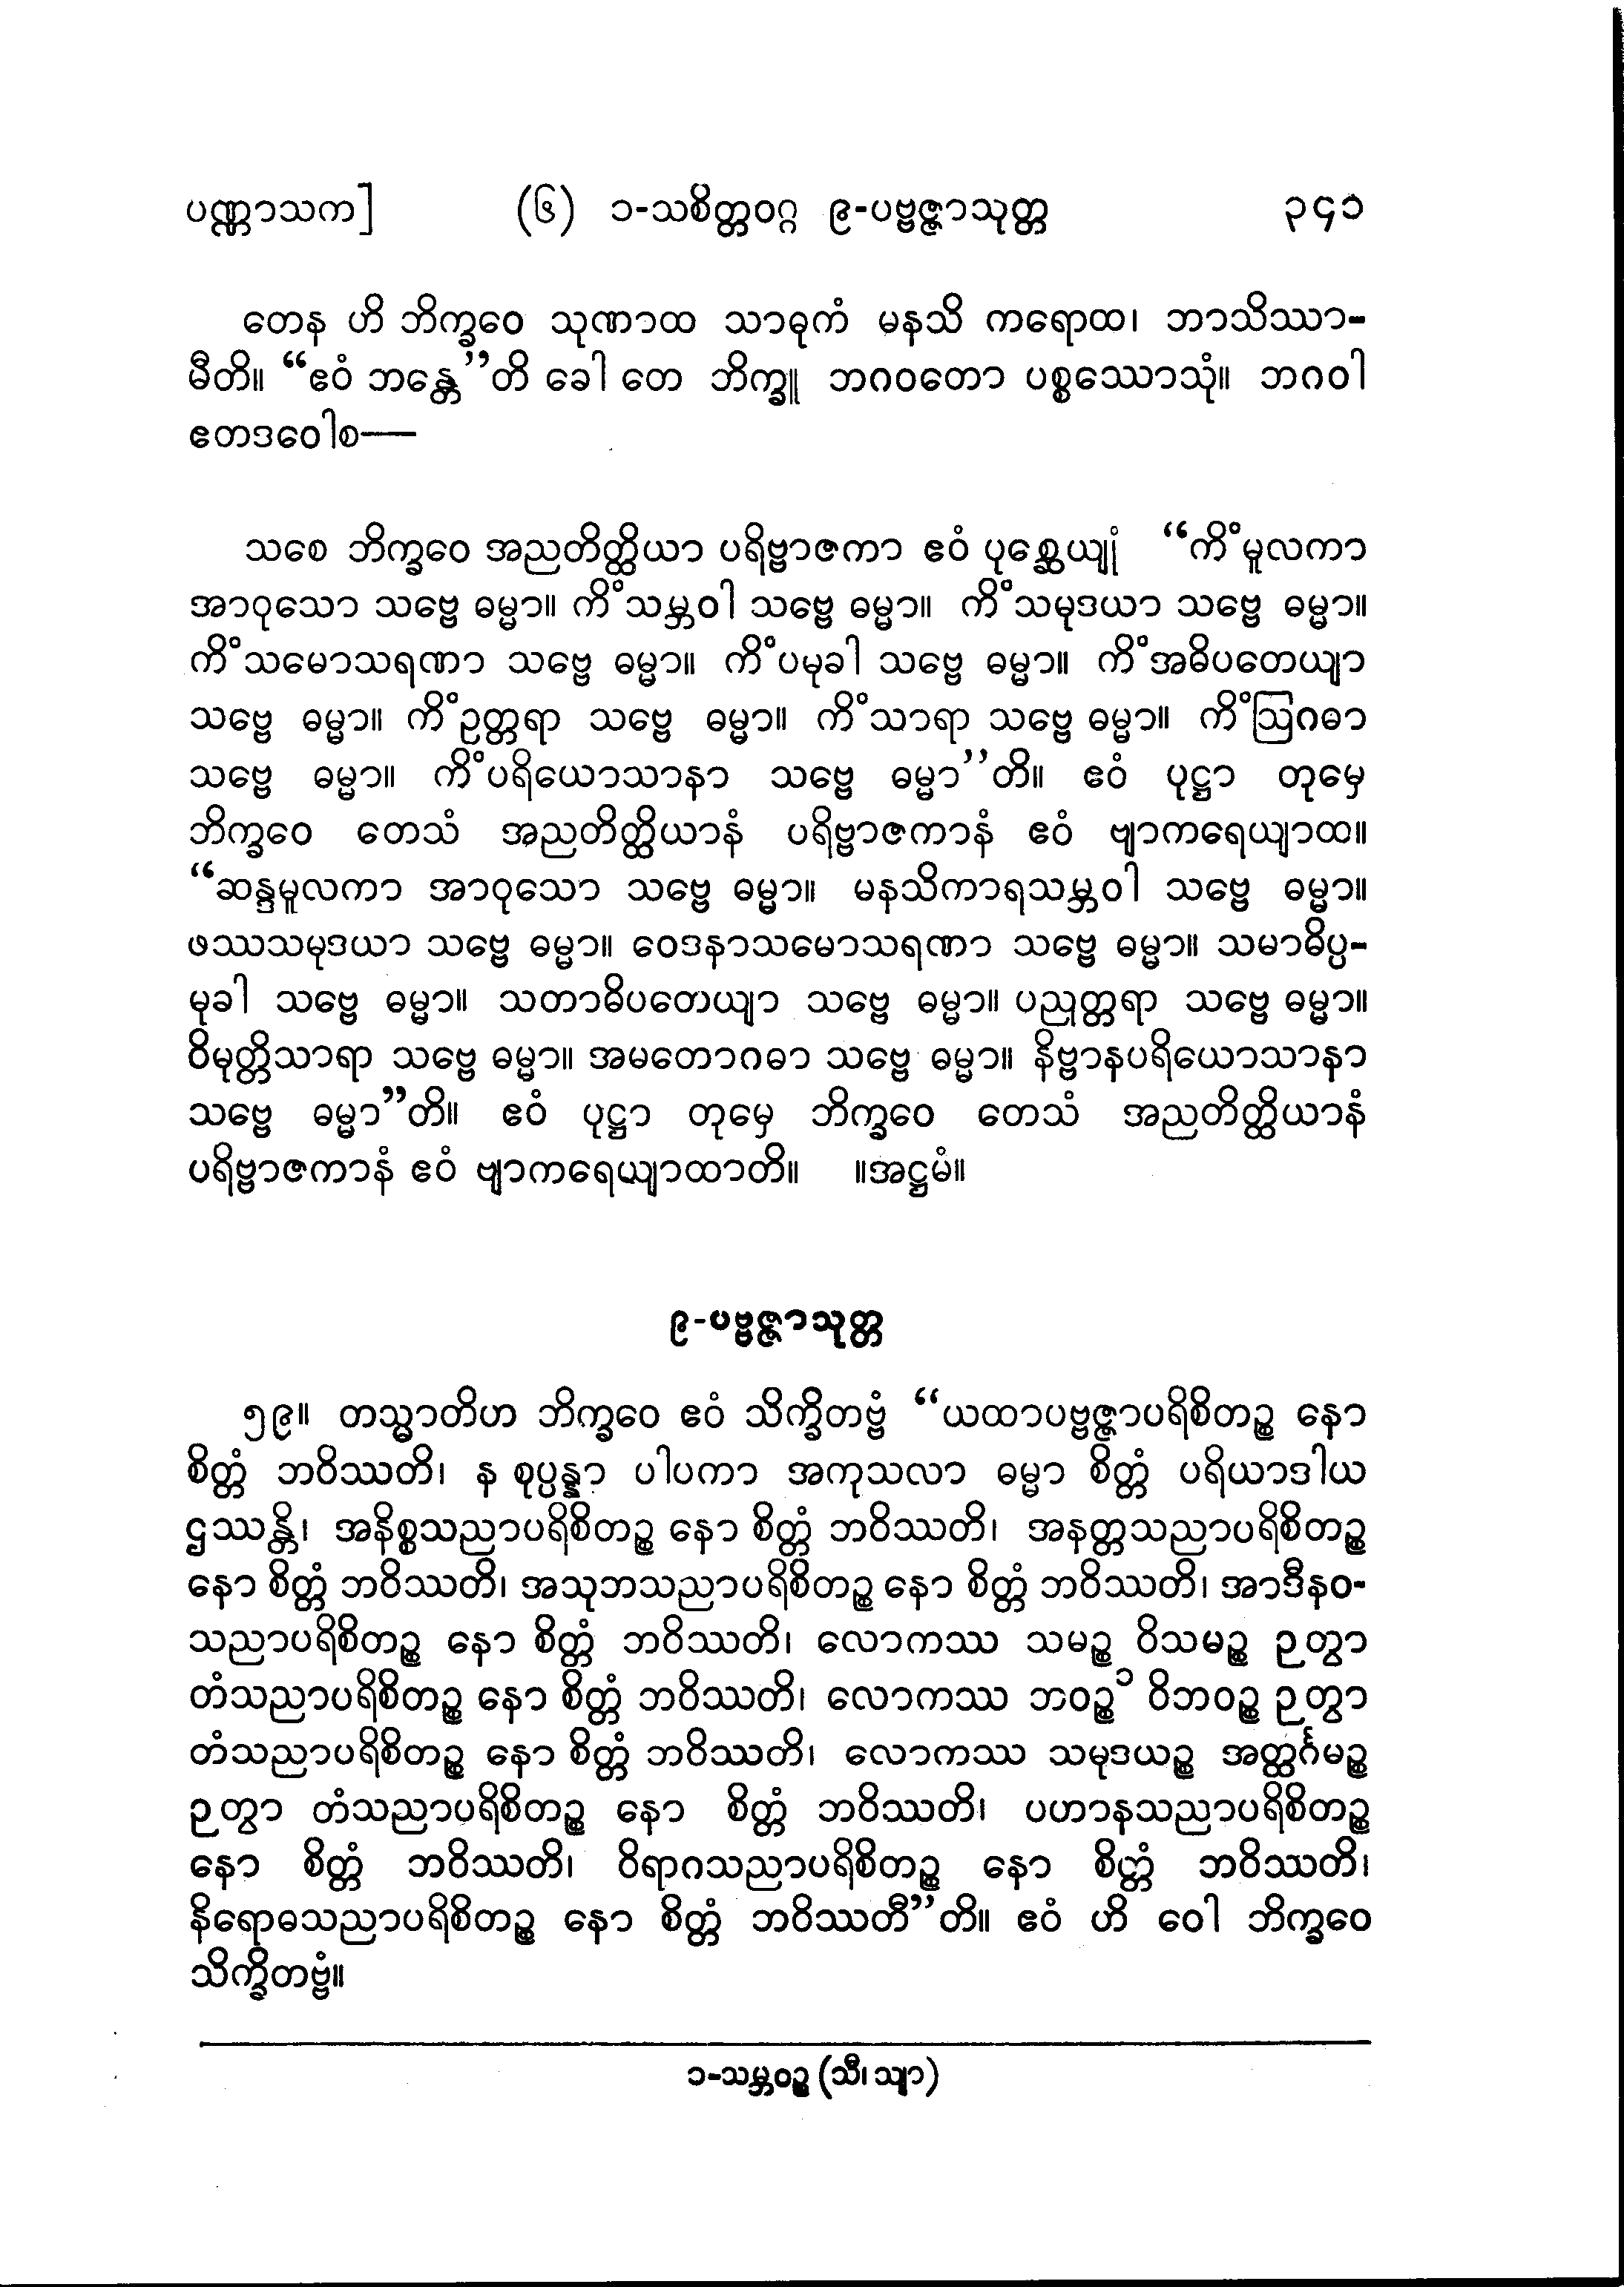 ပဏ္ဏာသက] (၆) ၁-သစိတ္တဝဂ္ဂ ၉-ပဗ္ဗဇ္ဇာသုတ္တ ၃၄၁
တေန ဟိ ဘိက္ခဝေ သုဏာထ သာဓုကံ မနသိ ကရောထ၊ ဘာသိဿာ-
မီတိ။ “ဧဝံ ဘန္တေ”တိ ခေါ တေ ဘိက္ခူ ဘဂဝတော ပစ္စဿောသုံ။ ဘဂဝါ
ဧတဒဝေါစ—
သစေ ဘိက္ခဝေ အညတိတ္ထိယာ ပရိဗ္ဗာဇကာ ဧဝံ ပုစ္ဆေယျုံ “ကိံမူလကာ
အာဝုသော သဗ္ဗေ ဓမ္မာ။ ကိံသမ္ဘဝါ သဗ္ဗေ ဓမ္မာ။ ကိံသမုဒယာ သဗ္ဗေ ဓမ္မာ။
ကိံသမောသရဏာ သဗ္ဗေ ဓမ္မာ။ ကိံပမုခါ သဗ္ဗေ ဓမ္မာ။ ကိံအဓိပတေယျာ
သဗ္ဗေ ဓမ္မာ။ ကိံဥတ္တရာ သဗ္ဗေ ဓမ္မာ။ ကိံသာရာ သဗ္ဗေ ဓမ္မာ။ ကိံဩဂဓာ
သဗ္ဗေ ဓမ္မာ။ ကိံပရိယောသာနာ သဗ္ဗေ ဓမ္မာ”တိ။ ဧဝံ ပုဋ္ဌာ တုမှေ
ဘိက္ခဝေ တေသံ အညတိတ္ထိယာနံ ပရိဗ္ဗာဇကာနံ ဧဝံ ဗျာကရေယျာထ။
“ဆန္ဒမူလကာ အာဝုသော သဗ္ဗေ ဓမ္မာ။ မနသိကာရသမ္ဘဝါ သဗ္ဗေ ဓမ္မာ။
ဖဿသမုဒယာ သဗ္ဗေ ဓမ္မာ။ ဝေဒနာသမောသရဏာ သဗ္ဗေ ဓမ္မာ။ သမာဓိပ္ပ-
မုခါ သဗ္ဗေ ဓမ္မာ။ သတာဓိပတေယျာ သဗ္ဗေ ဓမ္မာ။ ပညုတ္တရာ သဗ္ဗေ ဓမ္မာ။
ဝိမုတ္တိသာရာ သဗ္ဗေ ဓမ္မာ။ အမတောဂဓာ သဗ္ဗေ ဓမ္မာ။ နိဗ္ဗာနပရိယောသာနာ
သဗ္ဗေ ဓမ္မာ”တိ။ ဧဝံ ပုဋ္ဌာ တုမှေ ဘိက္ခဝေ တေသံ အညတိတ္ထိယာနံ
ပရိဗ္ဗာဇကာနံ ဧဝံ ဗျာကရေယျာထာတိ။ ။အဋ္ဌမံ။
၉-ပဗ္ဗဇ္ဇာသုတ္တ
၅၉။ တသ္မာတိဟ ဘိက္ခဝေ ဧဝံ သိက္ခိတဗ္ဗံ “ယထာပဗ္ဗဇ္ဇာပရိစိတဉ္စ နော
စိတ္တံ ဘဝိဿတိ၊ န စုပ္ပန္နာ ပါပကာ အကုသလာ ဓမ္မာ စိတ္တံ ပရိယာဒါယ
ဌဿန္တိ၊ အနိစ္စသညာပရိစိတဉ္စ နော စိတ္တံ ဘဝိဿတိ၊ အနတ္တသညာပရိစိတဉ္စ
နော စိတ္တံ ဘဝိဿတိ၊ အသုဘသညာပရိစိတဉ္စ နော စိတ္တံ ဘဝိဿတိ၊ အာဒီနဝ-
သညာပရိစိတဉ္စ နော စိတ္တံ ဘဝိဿတိ၊ လောကဿ သမဉ္စ ဝိသမဉ္စ ဉတွာ
တံသညာပရိစိတဉ္စ နော စိတ္တံ ဘဝိဿတိ၊ လောကဿ ဘဝဉ္စ ၁ ဝိဘဝဉ္စ ဉတွာ
တံသညာပရိစိတဉ္စ နော စိတ္တံ ဘဝိဿတိ၊ လောကဿ သမုဒယဉ္စ အတ္ထင်္ဂမဉ္စ
ဉတွာ တံသညာပရိစိတဉ္စ နော စိတ္တံ ဘဝိဿတိ၊ ပဟာနသညာပရိစိတဉ္စ
နော စိတ္တံ ဘဝိဿတိ၊ ဝိရာဂသညာပရိစိတဉ္စ နော စိတ္တံ ဘဝိဿတိ၊
နိရောဓသညာပရိစိတဉ္စ နော စိတ္တံ ဘဝိဿတီ”တိ။ ဧဝံ ဟိ ဝေါ ဘိက္ခဝေ
သိက္ခိတဗ္ဗံ။
၁-သမ္ဘဝဉ္စ (သီ၊ သျာ)